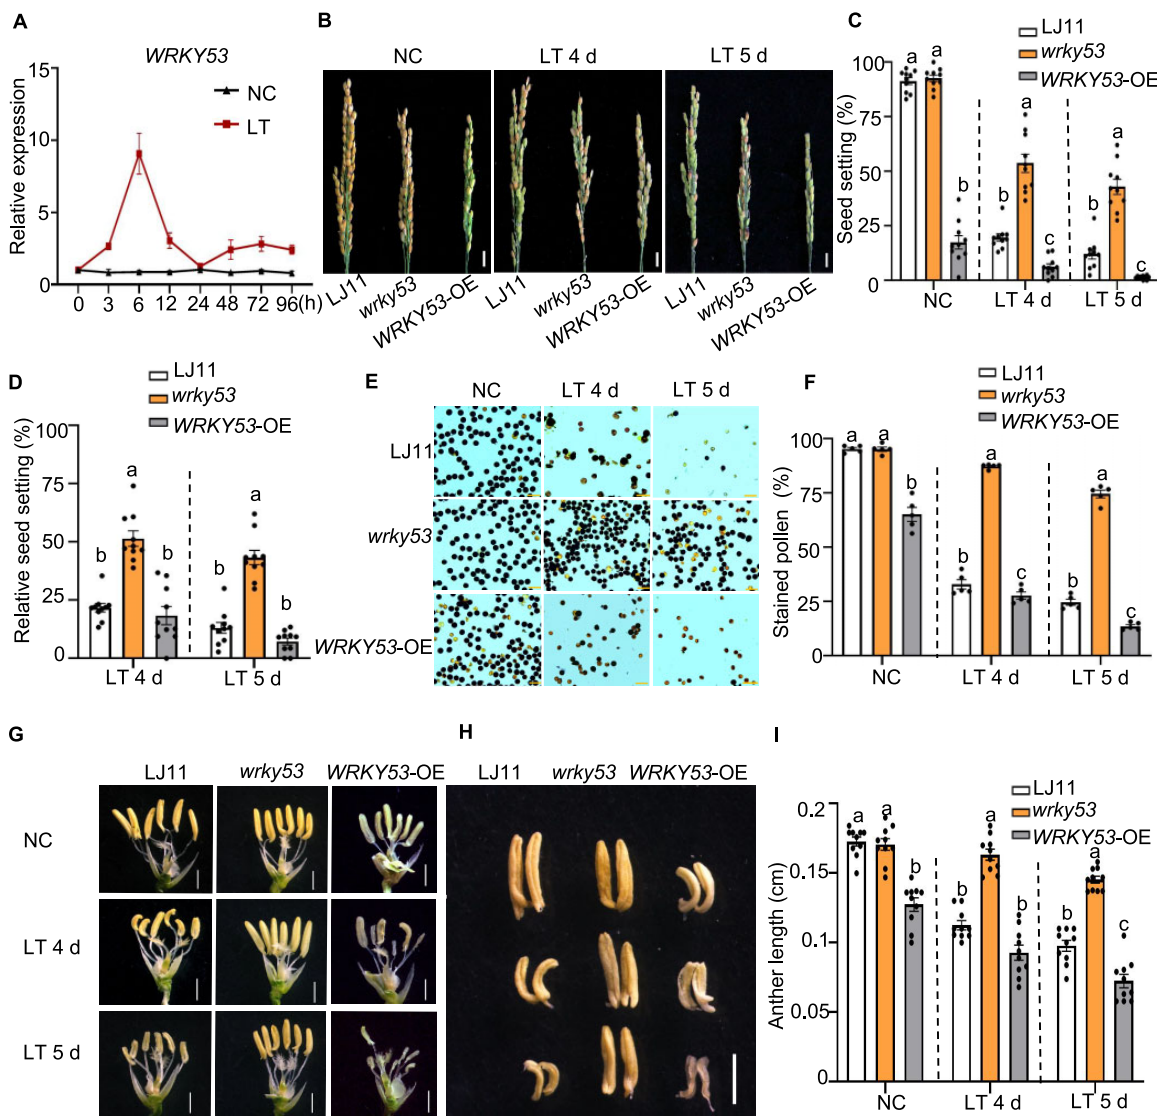 A
WRKY53
Relative expression
15
10
5
0
NC
LT
0 3 6 12 24 48 72 96(h)
B
NC LT 4 d LT 5 d
LJ11 wrky53 WRKY53-OE LJ11 wrky53 WRKY53-OE LJ11 wrky53 WRKY53-OE
C
LJ11
wrky53
WRKY53-OE
Seed setting (%)
100
75
50
25
0
a a b b a c b a c
NC LT 4 d LT 5 d
D
LJ11
wrky53
WRKY53-OE
Relative seed setting (%)
100
75
50
25
0
b a b b a b
LT 4 d LT 5 d
E
NC LT 4 d LT 5 d
LJ11
wrky53
WRKY53-OE
F
LJ11
wrky53
WRKY53-OE
Stained pollen (%)
100
75
50
25
0
a a b b a c b a c
NC LT 4 d LT 5 d
G
LJ11 wrky53 WRKY53-OE
NC
LT 4 d
LT 5 d
H
LJ11 wrky53 WRKY53-OE
I
LJ11
wrky53
WRKY53-OE
Anther length (cm)
0.2
0.15
0.1
0.05
0
a a b b a b b a c
NC LT 4 d LT 5 d